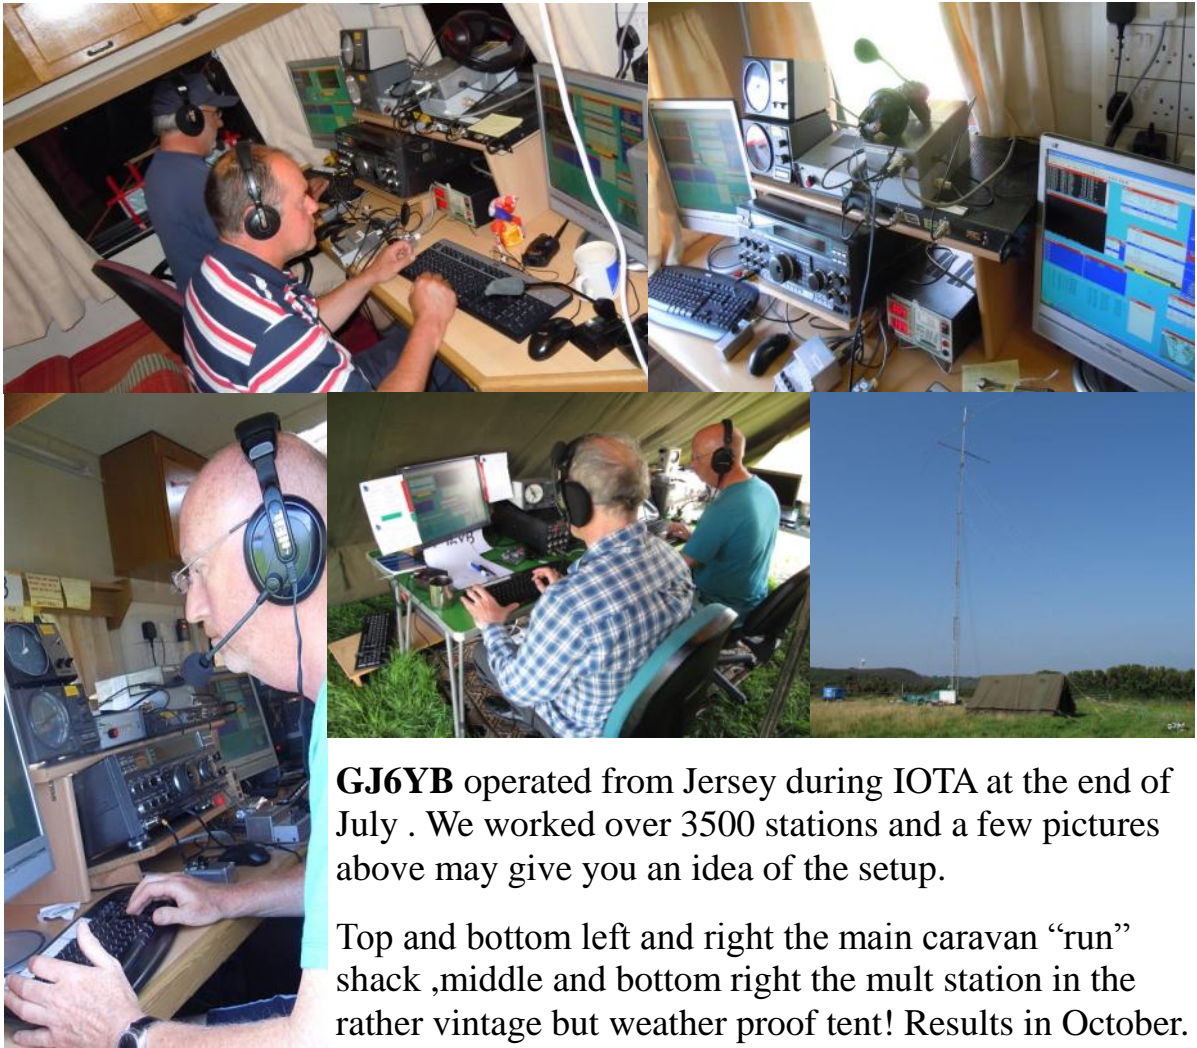 GJ6YB operated from Jersey during IOTA at the end of
July . We worked over 3500 stations and a few pictures
above may give you an idea of the setup.
Top and bottom left and right the main caravan “run”
shack ,middle and bottom right the mult station in the
rather vintage but weather proof tent! Results in October.